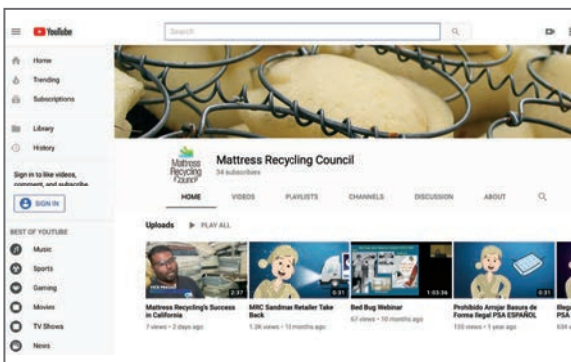 YouTube
Search
Home
Trending
Subscriptions
Library
History
Sign in to like videos,
comment, and subscribe.
SIGN IN
BEST OF YOUTUBE
Music
Sports
Gaming
Movies
TV Shows
News
Mattress
Recycling
Council
Mattress Recycling Council
34 subscribers
HOME VIDEOS PLAYLISTS CHANNELS DISCUSSION ABOUT
Uploads PLAY ALL
2:37
0:31
1:03:36
0:31
Mattress Recycling's Success
in California
7 views • 2 days ago
MRC Sandmas Retailer Take
Back
1.3K views • 11 months ago
Bed Bug Webinar
67 views • 10 months ago
Prohibido Arrojar Basura de
Forma Ilegal PSA ESPAÑOL
views • 1 year ago
PSA